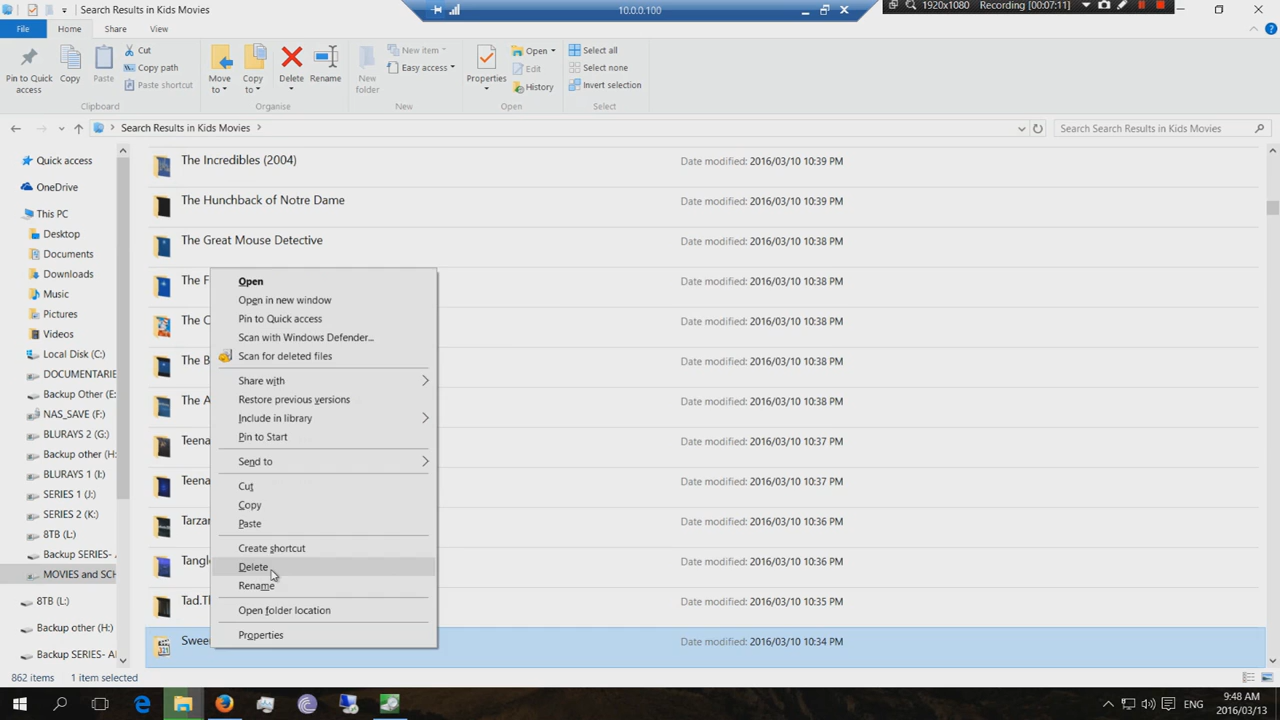 Search Results in Kids Movies
10.0.0.100
1920x1080
Recording [00:07:11]
File
Home
Share
View
Pin to Quick access
Copy
Paste
Cut
Copy path
Paste shortcut
Clipboard
Move to
Copy to
Delete
Rename
Organise
New folder
New item
Easy access
New
Properties
Open
Edit
History
Open
Select all
Select none
Invert selection
Select
Search Results in Kids Movies
Search Search Results in Kids Movies
Quick access
OneDrive
This PC
Desktop
Documents
Downloads
Music
Pictures
Videos
Local Disk (C:)
DOCUMENTARIE
Backup Other (E:
NAS_SAVE (F:)
BLURAYS 2 (G:)
Backup other (H:)
BLURAYS 1 (I:)
SERIES 1 (J:)
SERIES 2 (K:)
8TB (L:)
Backup SERIES- A
MOVIES and SCH
8TB (L:)
Backup other (H:)
Backup SERIES- A
The Incredibles (2004) Date modified: 2016/03/10 10:39 PM
The Hunchback of Notre Dame Date modified: 2016/03/10 10:39 PM
The Great Mouse Detective Date modified: 2016/03/10 10:38 PM
The F Date modified: 2016/03/10 10:38 PM
The C Date modified: 2016/03/10 10:38 PM
The B Date modified: 2016/03/10 10:38 PM
The A Date modified: 2016/03/10 10:38 PM
Teena Date modified: 2016/03/10 10:37 PM
Teena Date modified: 2016/03/10 10:37 PM
Tarzan Date modified: 2016/03/10 10:36 PM
Tangl Date modified: 2016/03/10 10:36 PM
Tad.Th Date modified: 2016/03/10 10:35 PM
Swee Date modified: 2016/03/10 10:34 PM
Open
Open in new window
Pin to Quick access
Scan with Windows Defender...
Scan for deleted files
Share with
Restore previous versions
Include in library
Pin to Start
Send to
Cut
Copy
Paste
Create shortcut
Delete
Rename
Open folder location
Properties
862 items 1 item selected
ENG
9:48 AM
2016/03/13